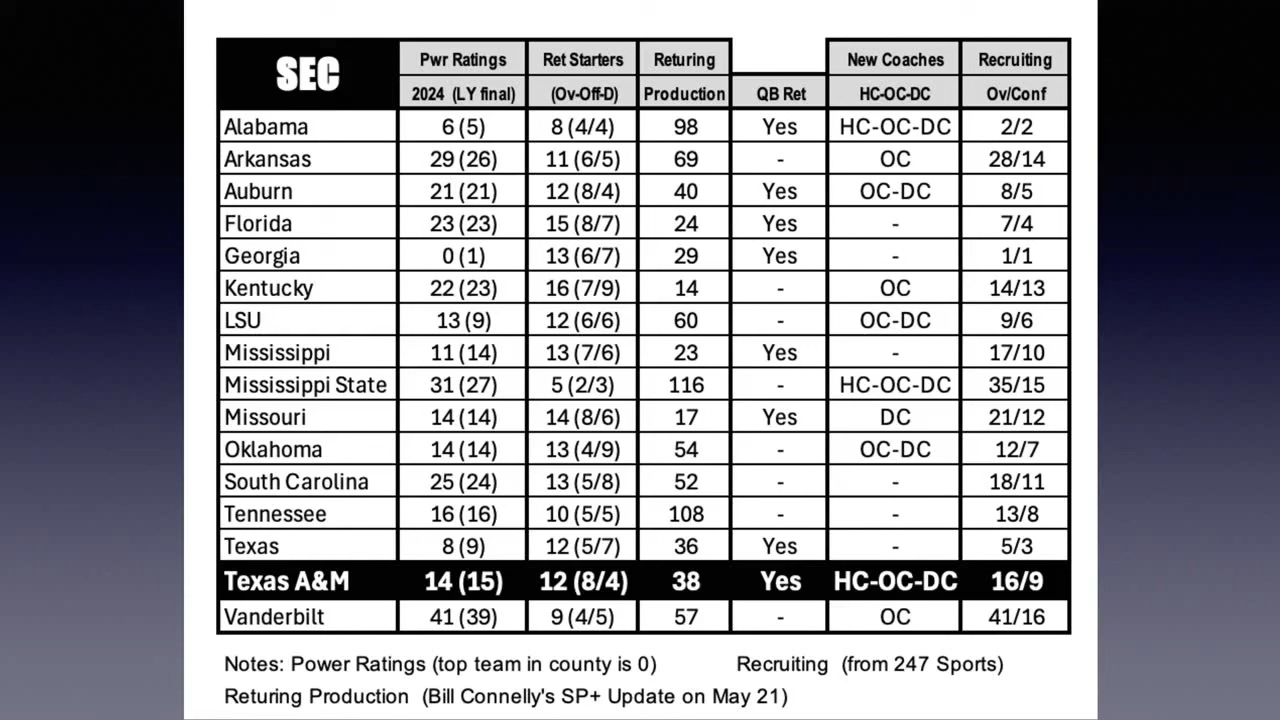 SEC Pwr Ratings Ret Starters Returing New Coaches Recruiting
2024 (LY final) (Ov-Off-D) Production QB Ret HC-OC-DC Ov/Conf
Alabama 6 (5) 8 (4/4) 98 Yes HC-OC-DC 2/2
Arkansas 29 (26) 11 (6/5) 69 - OC 28/14
Auburn 21 (21) 12 (8/4) 40 Yes OC-DC 8/5
Florida 23 (23) 15 (8/7) 24 Yes - 7/4
Georgia 0 (1) 13 (6/7) 29 Yes - 1/1
Kentucky 22 (23) 16 (7/9) 14 - OC 14/13
LSU 13 (9) 12 (6/6) 60 - OC-DC 9/6
Mississippi 11 (14) 13 (7/6) 23 Yes - 17/10
Mississippi State 31 (27) 5 (2/3) 116 - HC-OC-DC 35/15
Missouri 14 (14) 14 (8/6) 17 Yes DC 21/12
Oklahoma 14 (14) 13 (4/9) 54 - OC-DC 12/7
South Carolina 25 (24) 13 (5/8) 52 - - 18/11
Tennessee 16 (16) 10 (5/5) 108 - - 13/8
Texas 8 (9) 12 (5/7) 36 Yes - 5/3
Texas A&M 14 (15) 12 (8/4) 38 Yes HC-OC-DC 16/9
Vanderbilt 41 (39) 9 (4/5) 57 - OC 41/16
Notes: Power Ratings (top team in county is 0) Recruiting (from 247 Sports)
Returing Production (Bill Connelly's SP+ Update on May 21)